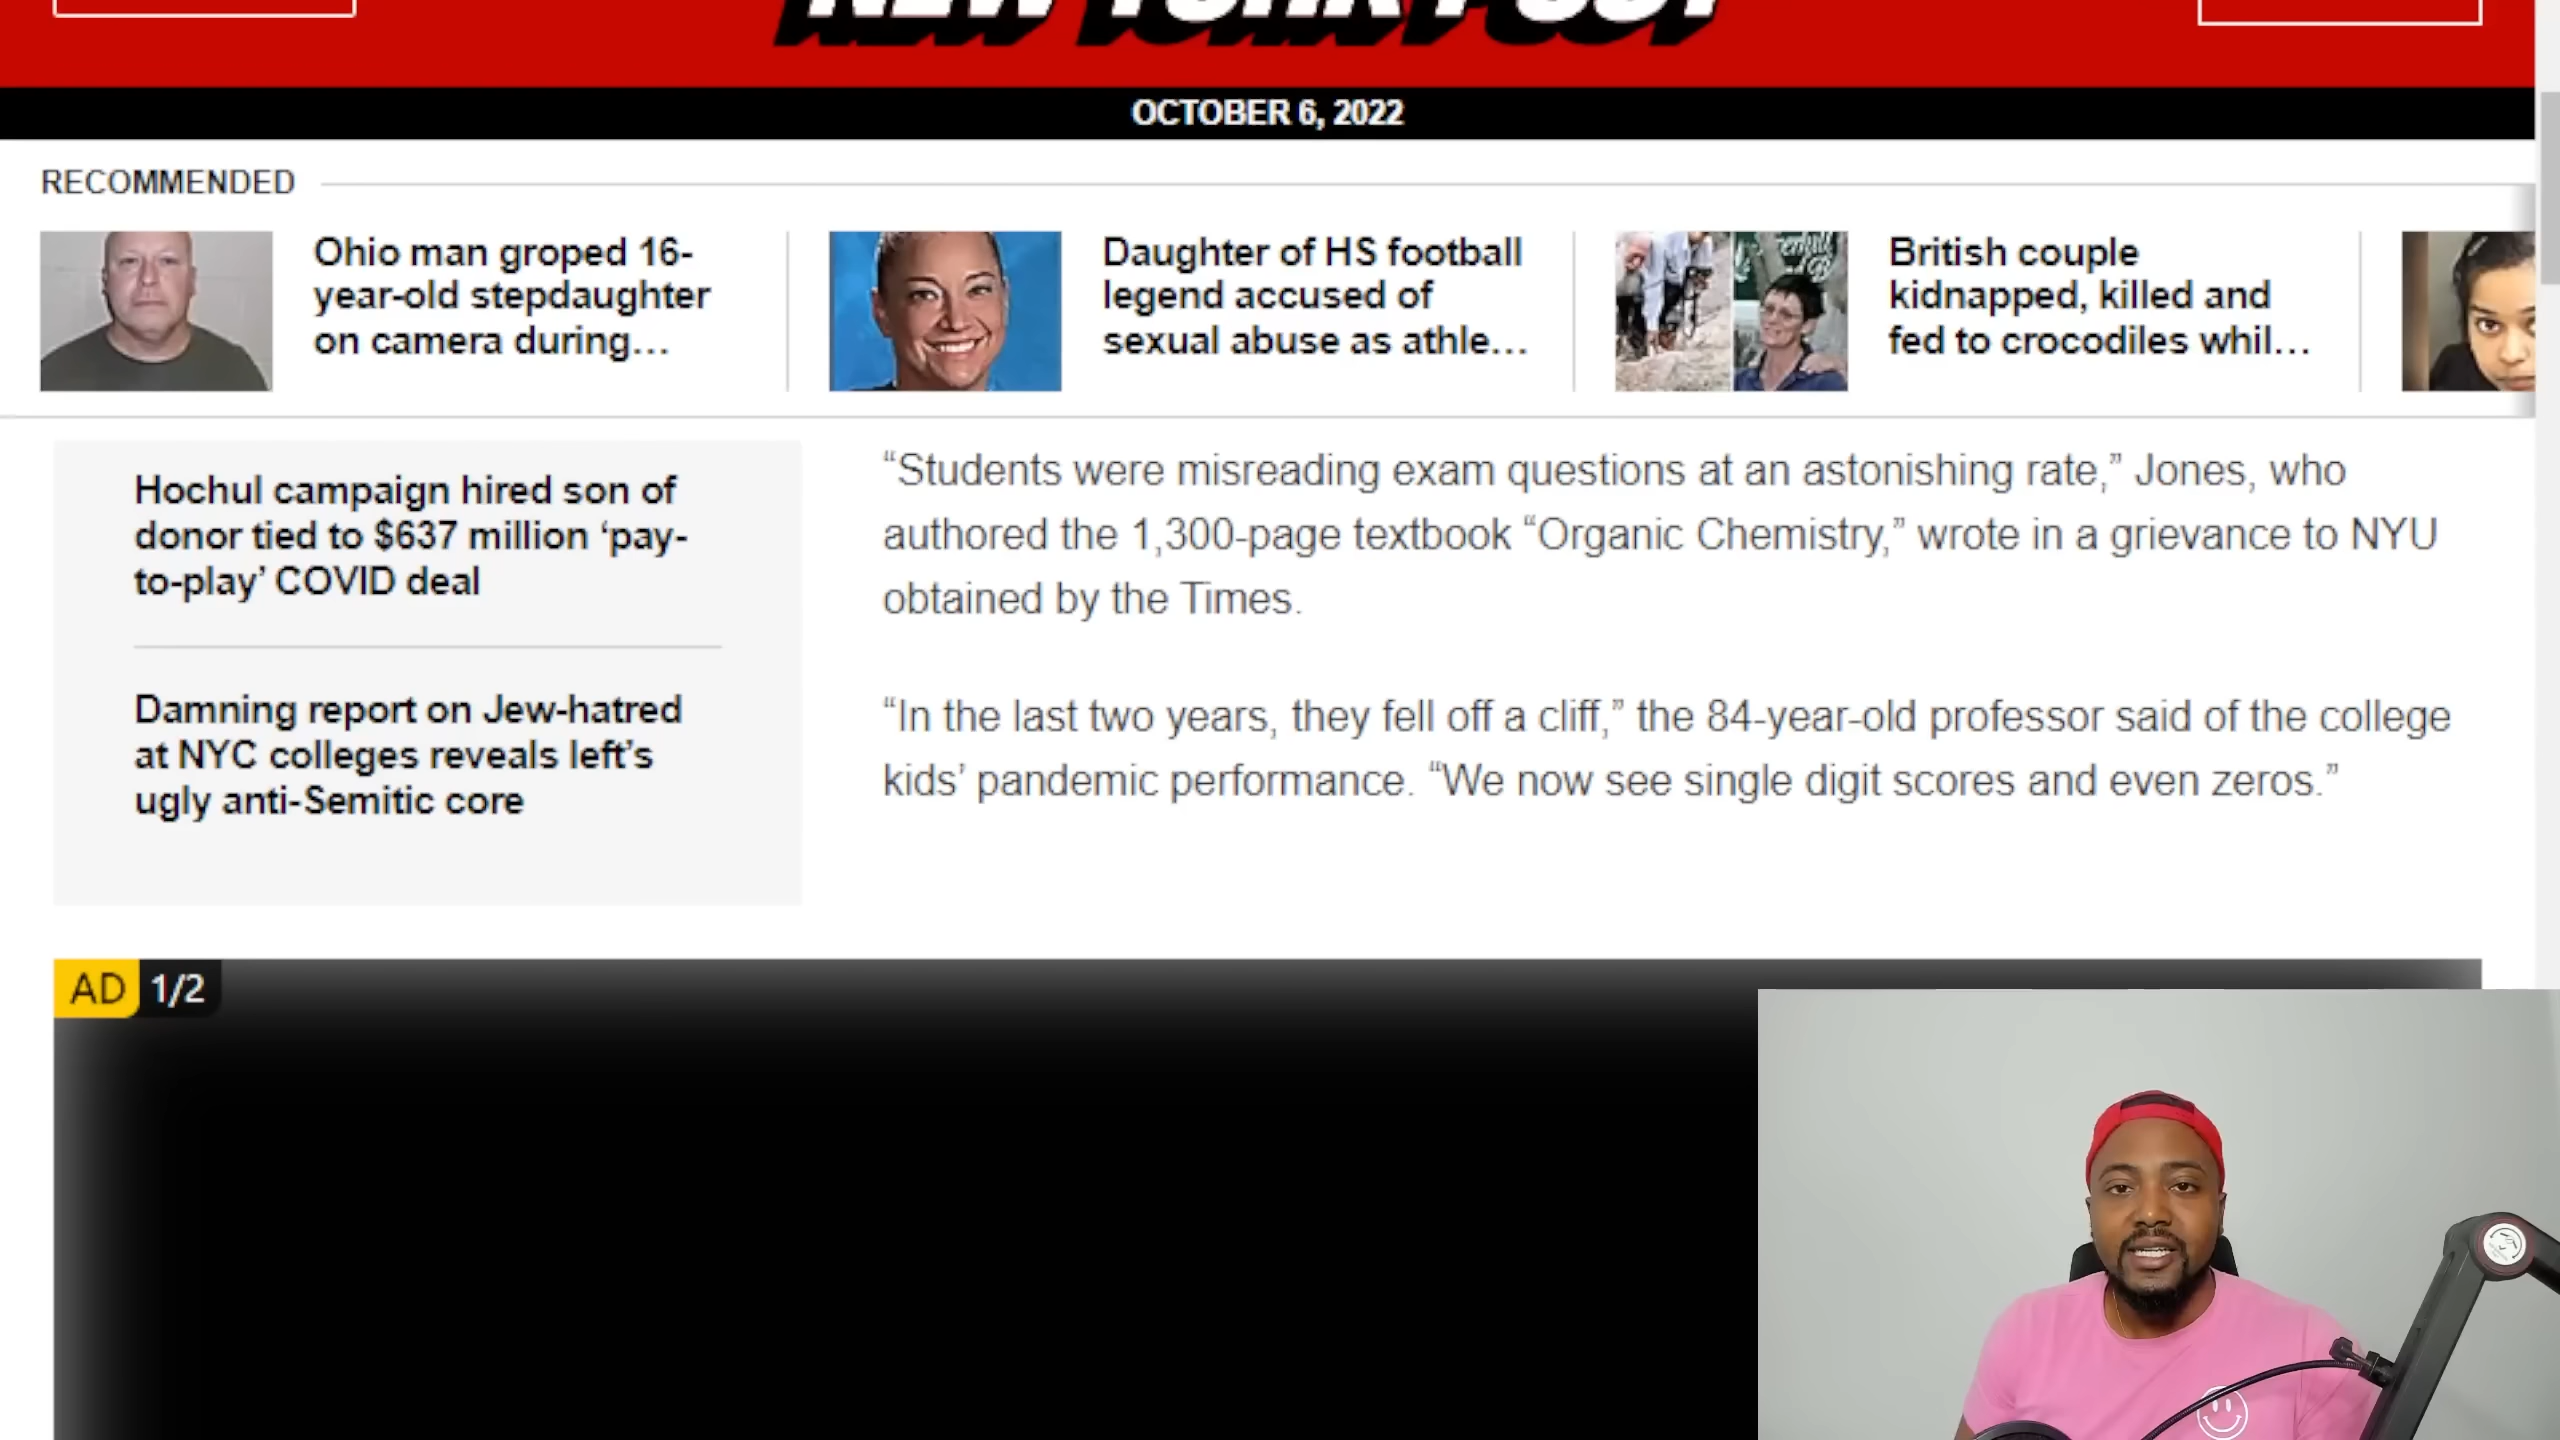 NEW YORK POST
OCTOBER 6, 2022
RECOMMENDED
Ohio man groped 16-
year-old stepdaughter
on camera during...
Daughter of HS football
legend accused of
sexual abuse as athle...
British couple
kidnapped, killed and
fed to crocodiles whil...
Hochul campaign hired son of
donor tied to $637 million ‘pay-
to-play’ COVID deal
Damning report on Jew-hatred
at NYC colleges reveals left’s
ugly anti-Semitic core
“Students were misreading exam questions at an astonishing rate,” Jones, who
authored the 1,300-page textbook “Organic Chemistry,” wrote in a grievance to NYU
obtained by the Times.
“In the last two years, they fell off a cliff,” the 84-year-old professor said of the college
kids’ pandemic performance. “We now see single digit scores and even zeros.”
AD 1/2